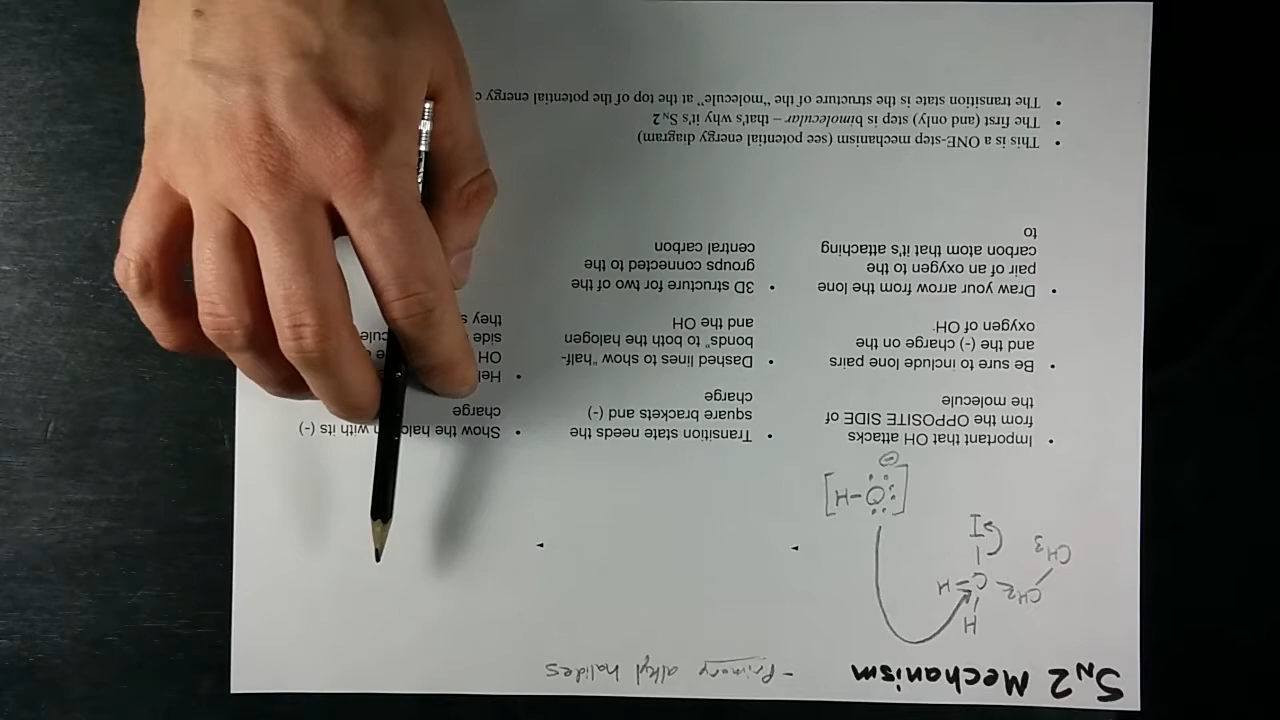 SN2 Mechanism
- Primary alkyl halides
H
CH3
CH2
C
H
I
[ O-H ]
• Important that OH attacks
from the OPPOSITE SIDE of
the molecule
• Be sure to include lone pairs
and the (-) charge on the
oxygen of OH-
• Draw your arrow from the lone
pair of an oxygen to the
carbon atom that it's attaching
to
• Transition state needs the
square brackets and (-)
charge
• Dashed lines to show "half-
bonds" to both the halogen
and the OH
• 3D structure for two of the
groups connected to the
central carbon
• Show the with its (-)
charge
•
OH
side
they
• This is a ONE-step mechanism (see potential energy diagram)
• The first (and only) step is bimolecular – that's why it's SN2
• The transition state is the structure of the "molecule" at the top of the potential energy